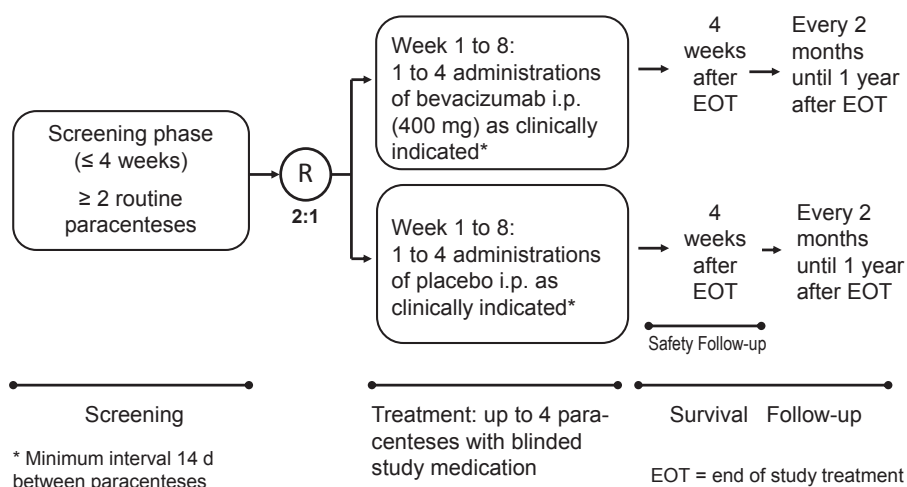 Screening phase
(≤ 4 weeks)
≥ 2 routine
paracenteses
R
2:1
Week 1 to 8:
1 to 4 administrations
of bevacizumab i.p.
(400 mg) as clinically
indicated*
4
weeks
after
EOT
Every 2
months
until 1 year
after EOT
Week 1 to 8:
1 to 4 administrations
of placebo i.p. as
clinically indicated*
4
weeks
after
EOT
Every 2
months
until 1 year
after EOT
Safety Follow-up
Screening
Treatment: up to 4 para-
centeses with blinded
study medication
Survival Follow-up
* Minimum interval 14 d
between paracenteses
EOT = end of study treatment